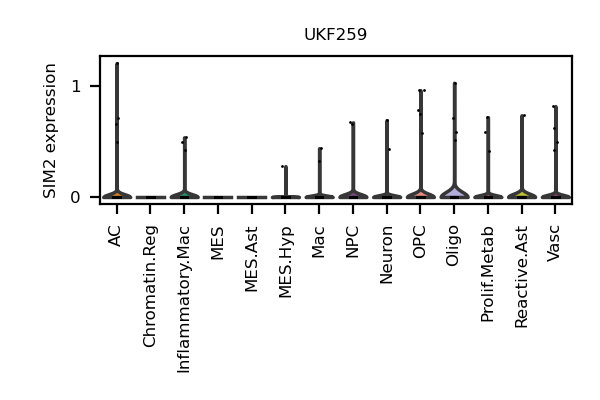 UKF259
SIM2 expression
1
0
AC
Chromatin.Reg
Inflammatory.Mac
MES
MES.Ast
MES.Hyp
Mac
NPC
Neuron
OPC
Oligo
Prolif.Metab
Reactive.Ast
Vasc